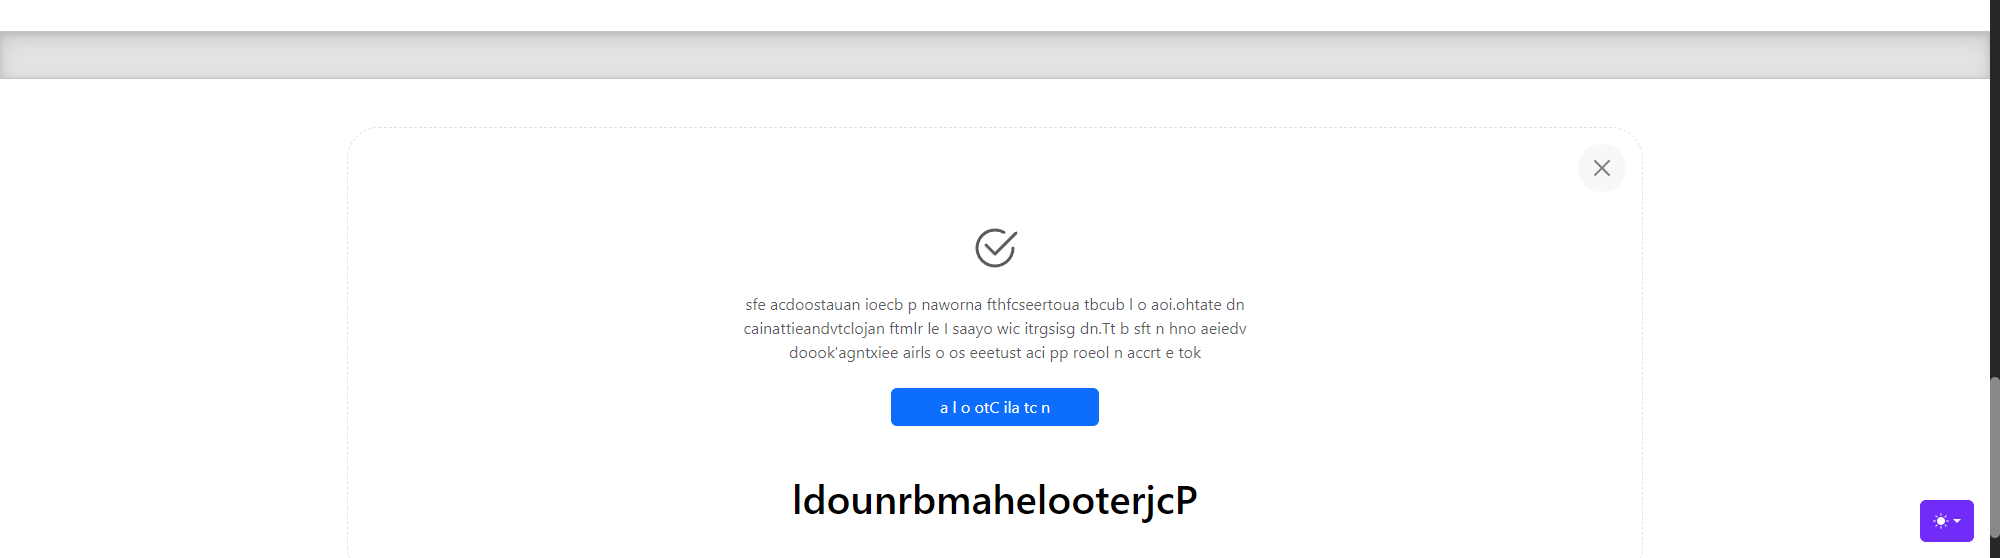 sfe acdoostauan ioecb p naworna fthfcseertoua tbcub l o aoi.ohtate dn
cainattieandvtclojan ftmlr le I saayo wic itrgsisg dn.Tt b sft n hno aeiedv
doook'agntxiee airls o os eeetust aci pp roeol n accrt e tok
a l o otC ila tc n
ldounrbmahelooterjcP